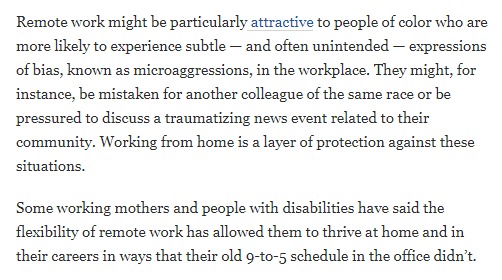 Remote work might be particularly attractive to people of color who are
more likely to experience subtle — and often unintended — expressions
of bias, known as microaggressions, in the workplace. They might, for
instance, be mistaken for another colleague of the same race or be
pressured to discuss a traumatizing news event related to their
community. Working from home is a layer of protection against these
situations.
Some working mothers and people with disabilities have said the
flexibility of remote work has allowed them to thrive at home and in
their careers in ways that their old 9-to-5 schedule in the office didn’t.